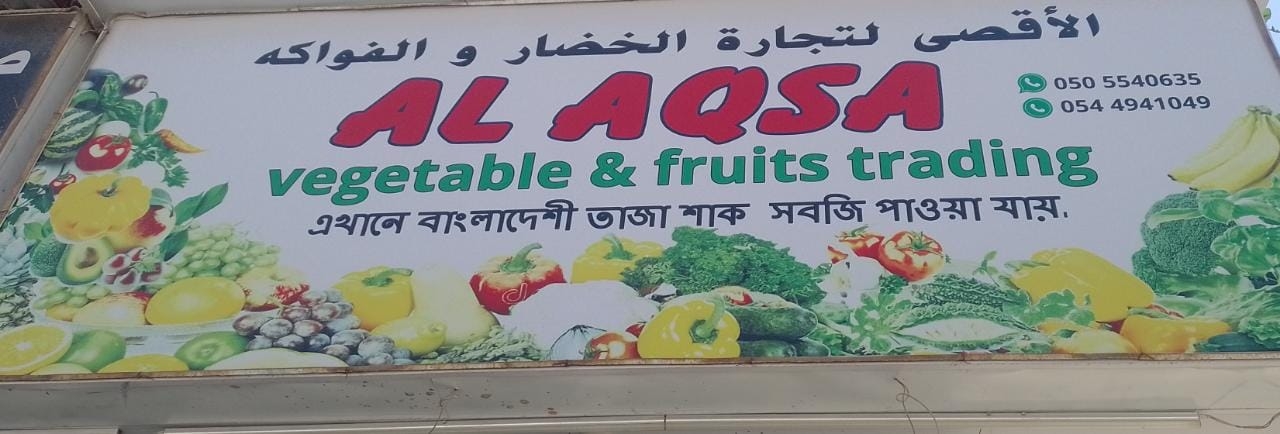 الأقصى لتجارة الخضار و الفواكه
AL AQSA
050 5540635
054 4941049
vegetable & fruits trading
এখানে বাংলাদেশী তাজা শাক সবজি পাওয়া যায়.